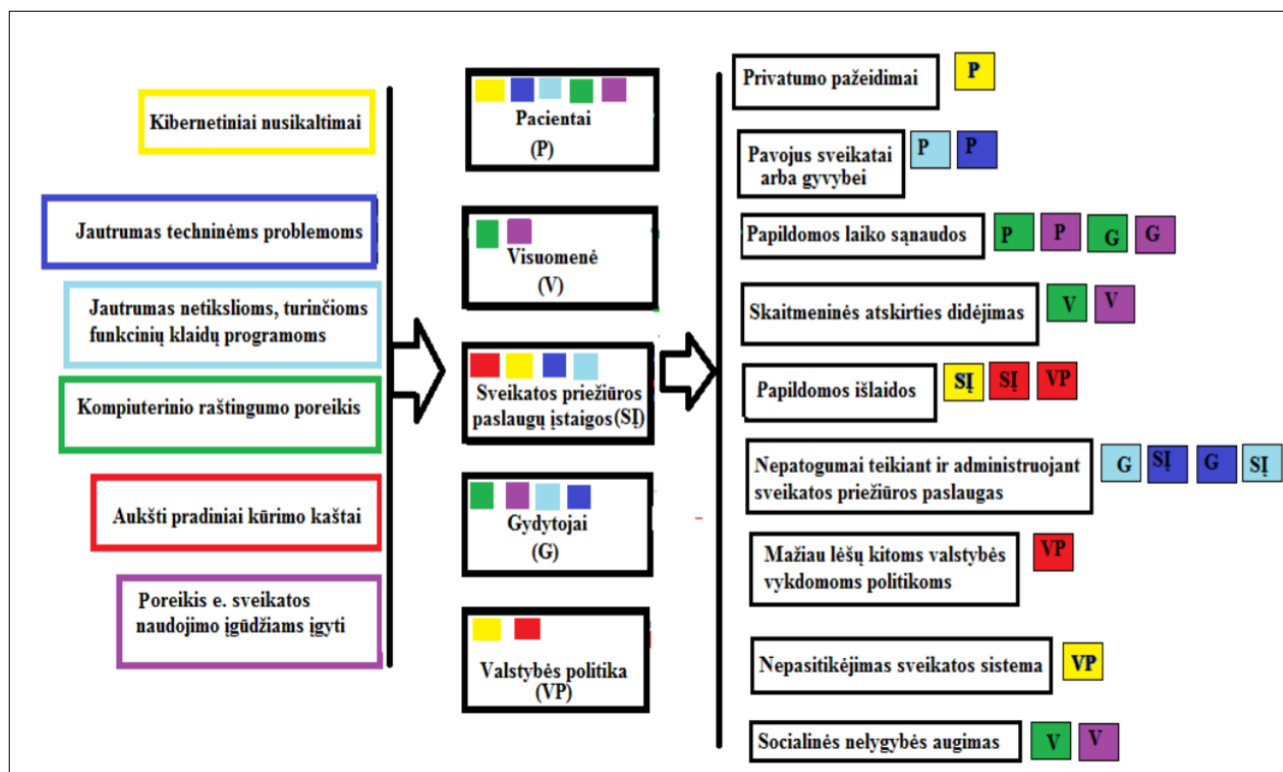 Kibernetiniai nusikaltimai
Jautrumas techninėms problemoms
Jautrumas netikslioms, turinčioms
funkcinių klaidų programoms
Kompiuterinio raštingumo poreikis
Aukšti pradiniai kūrimo kaštai
Poreikis e. sveikatos
naudojimo įgūdžiams įgyti
Pacientai
(P)
Visuomenė
(V)
Sveikatos priežiūros
paslaugų įstaigos(SĮ)
Gydytojai
(G)
Valstybės politika
(VP)
Privatumo pažeidimai P
Pavojus sveikatai
arba gyvybei
P P
Papildomos laiko sąnaudos P P G G
Skaitmeninės atskirties didėjimas V V
Papildomos išlaidos SĮ SĮ VP
Nepatogumai teikiant ir administruojant
sveikatos priežiūros paslaugas
G SĮ G SĮ
Mažiau lėšų kitoms valstybės
vykdomoms politikoms
VP
Nepasitikėjimas sveikatos sistema VP
Socialinės nelygybės augimas V V